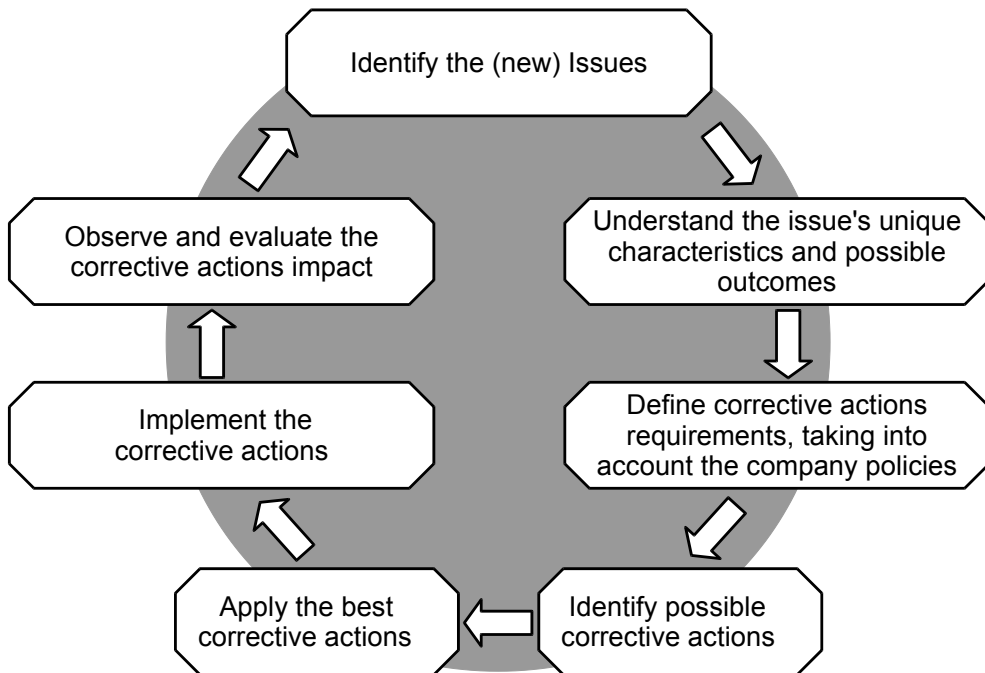 Identify the (new) Issues
Understand the issue's unique
characteristics and possible
outcomes
Define corrective actions
requirements, taking into
account the company policies
Identify possible
corrective actions
Apply the best
corrective actions
Implement the
corrective actions
Observe and evaluate the
corrective actions impact